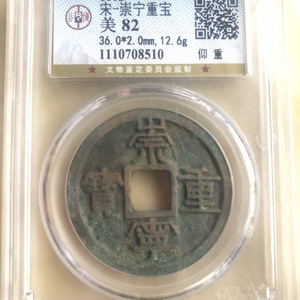 宋-崇宁重宝
美 82
36.0*2.0mm,12.6g
1110708510 仰 重
文物鉴定委员会监制
崇
寳 重
寧